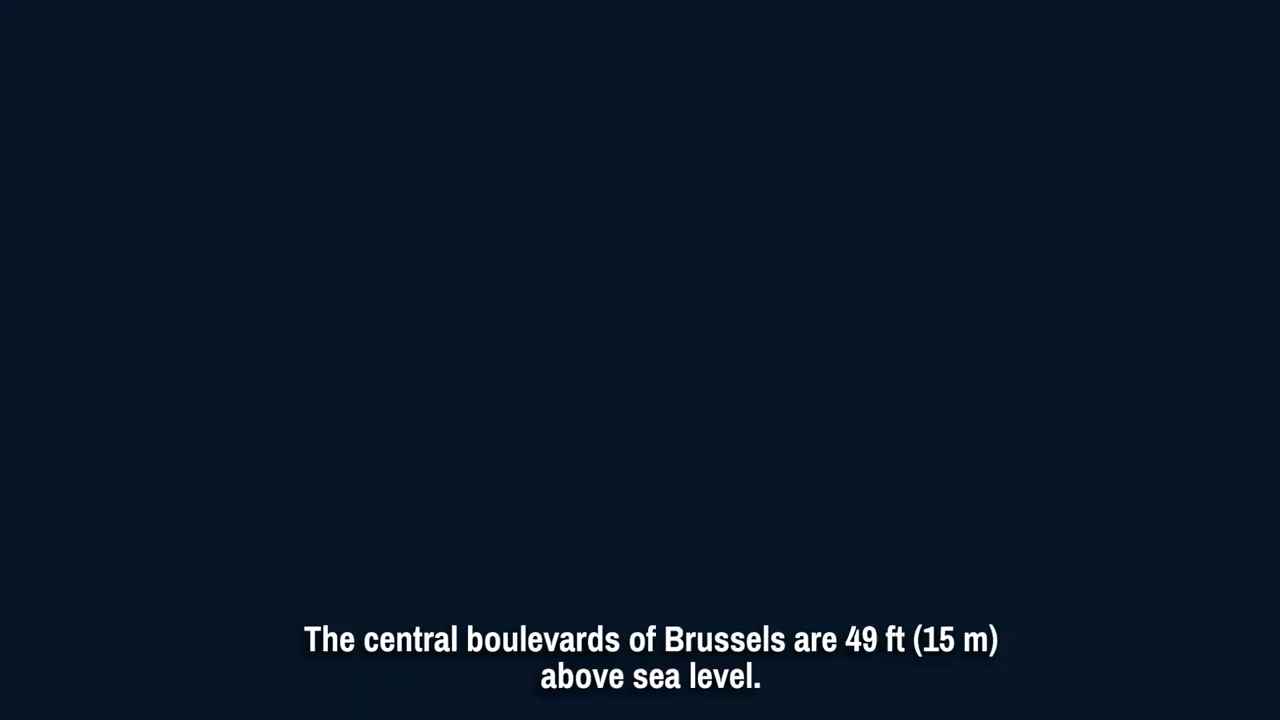 The central boulevards of Brussels are 49 ft (15 m)
above sea level.